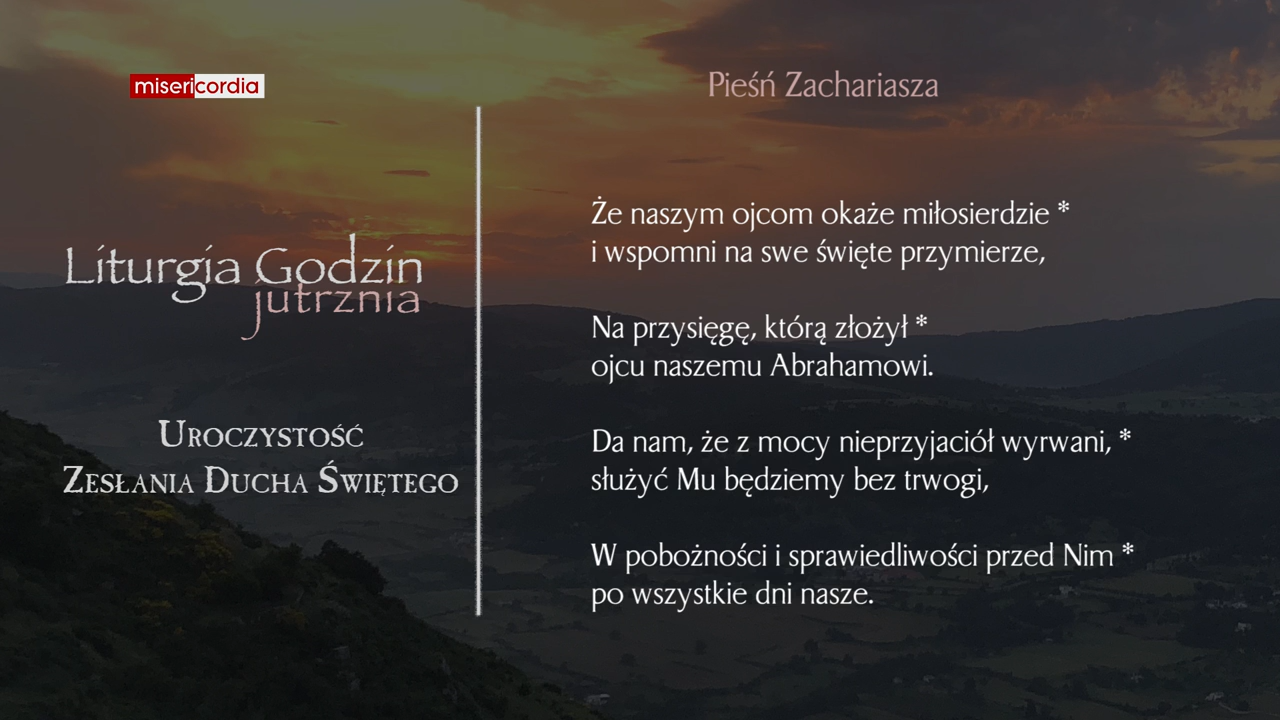 misericordia
Liturgia Godzin
jutrznia
Uroczystość
Zesłania Ducha Świętego
Pieśń Zachariasza
Że naszym ojcom okaże miłosierdzie *
i wspomni na swe święte przymierze,
Na przysięgę, którą złożył *
ojcu naszemu Abrahamowi.
Da nam, że z mocy nieprzyjaciół wyrwani, *
służyć Mu będziemy bez trwogi,
W pobożności i sprawiedliwości przed Nim *
po wszystkie dni nasze.